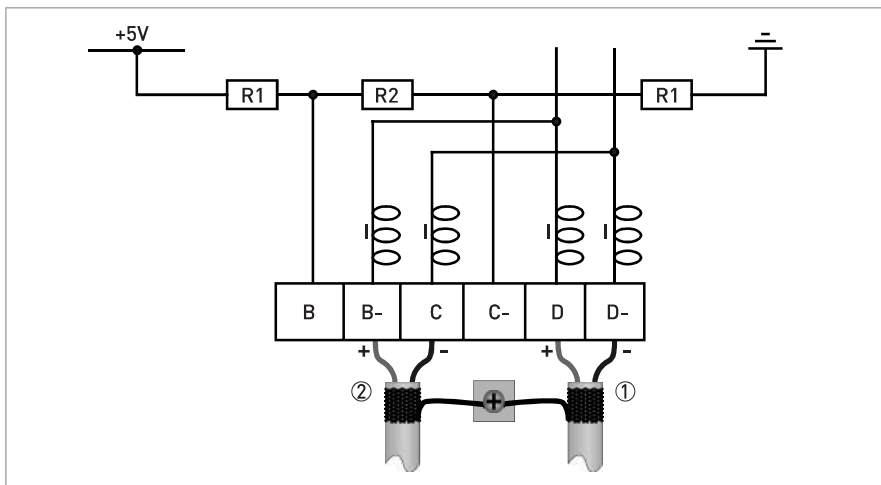 +5V
-
R1 R2 R1
I I I I
B B- C C- D D-
+ - + -
② ①